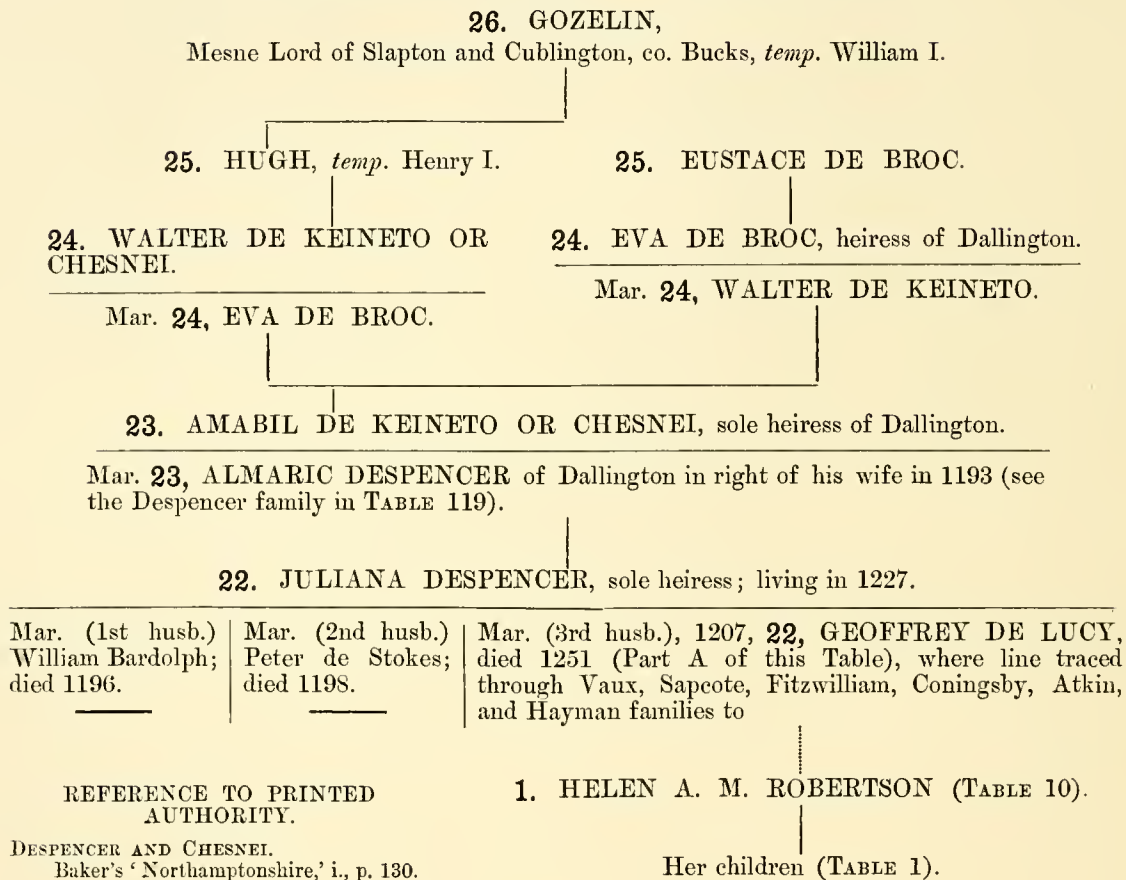 26. GOZELIN,
Mesne Lord of Slapton and Cublington, co. Bucks, temp. William I.
25. HUGH, temp. Henry I.
25. EUSTACE DE BROC.
24. WALTER DE KEINETO OR
CHESNEI.
Mar. 24, EVA DE BROC.
24. EVA DE BROC, heiress of Dallington.
Mar. 24, WALTER DE KEINETO.
23. AMABIL DE KEINETO OR CHESNEI, sole heiress of Dallington.
Mar. 23, ALMARIC DESPENCER of Dallington in right of his wife in 1193 (see
the Despencer family in TABLE 119).
22. JULIANA DESPENCER, sole heiress; living in 1227.
Mar. (1st husb.)
William Bardolph;
died 1196.
Mar. (2nd husb.)
Peter de Stokes;
died 1198.
Mar. (3rd husb.), 1207, 22, GEOFFREY DE LUCY,
died 1251 (Part A of this Table), where line traced
through Vaux, Sapcote, Fitzwilliam, Coningsby, Atkin,
and Hayman families to
1. HELEN A. M. ROBERTSON (TABLE 10).
Her children (TABLE 1).
REFERENCE TO PRINTED
AUTHORITY.
DESPENCER AND CHESNEI.
Baker's ‘Northamptonshire,’ i., p. 130.